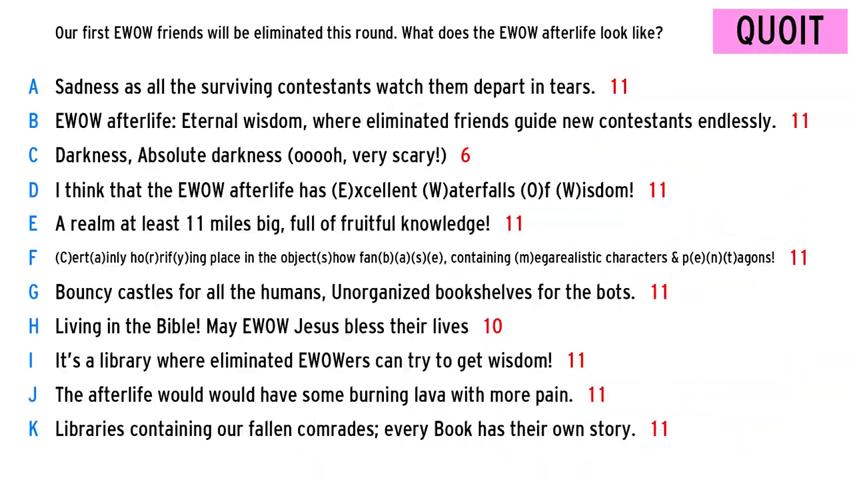 Our first EWOW friends will be eliminated this round. What does the EWOW afterlife look like?
QUOIT
A Sadness as all the surviving contestants watch them depart in tears. 11
B EWOW afterlife: Eternal wisdom, where eliminated friends guide new contestants endlessly. 11
C Darkness, Absolute darkness (ooooh, very scary!) 6
D I think that the EWOW afterlife has (E)xcellent (W)aterfalls (O)f (W)isdom! 11
E A realm at least 11 miles big, full of fruitful knowledge! 11
F (C)ert(a)inly ho(r)rif(y)ing place in the object(s)how fan(b)(a)(s)(e), containing (m)egarealistic characters & p(e)(n)(t)agons! 11
G Bouncy castles for all the humans, Unorganized bookshelves for the bots. 11
H Living in the Bible! May EWOW Jesus bless their lives 10
I It's a library where eliminated EWOWers can try to get wisdom! 11
J The afterlife would would have some burning lava with more pain. 11
K Libraries containing our fallen comrades; every Book has their own story. 11